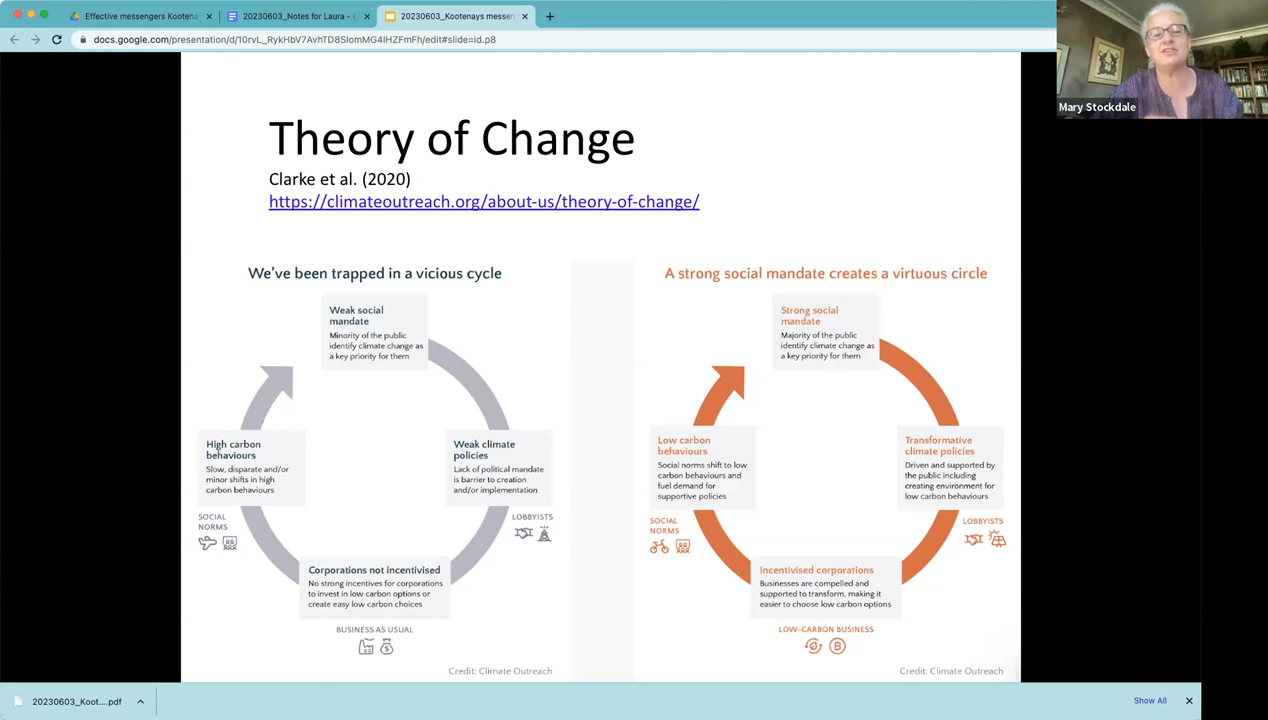 Effective messengers Kootena
20230603_Notes for Laura - G
20230603_Kootenays messen
docs.google.com/presentation/d/10rvL_RykHbV7AvhTD8SIomMG4IHZFmFh/edit#slide=id.p8
Mary Stockdale
Theory of Change
Clarke et al. (2020)
https://climateoutreach.org/about-us/theory-of-change/
We've been trapped in a vicious cycle
Weak social
mandate
Minority of the public
identify climate change as
a key priority for them
High carbon
behaviours
Slow, disparate and/or
minor shifts in high
carbon behaviours
Weak climate
policies
Lack of political mandate
is barrier to creation
and/or implementation
SOCIAL
NORMS
LOBBYISTS
Corporations not incentivised
No strong incentives for corporations
to invest in low carbon options or
create easy low carbon choices
BUSINESS AS USUAL
Credit: Climate Outreach
A strong social mandate creates a virtuous circle
Strong social
mandate
Majority of the public
identify climate change as
a key priority for them
Low carbon
behaviours
Social norms shift to low
carbon behaviours and
fuel demand for
supportive policies
Transformative
climate policies
Driven and supported by
the public including
creating environment for
low carbon behaviours
SOCIAL
NORMS
LOBBYISTS
Incentivised corporations
Businesses are compelled and
supported to transform, making it
easier to choose low carbon options
LOW-CARBON BUSINESS
Credit: Climate Outreach
20230603_Koot....pdf
Show All